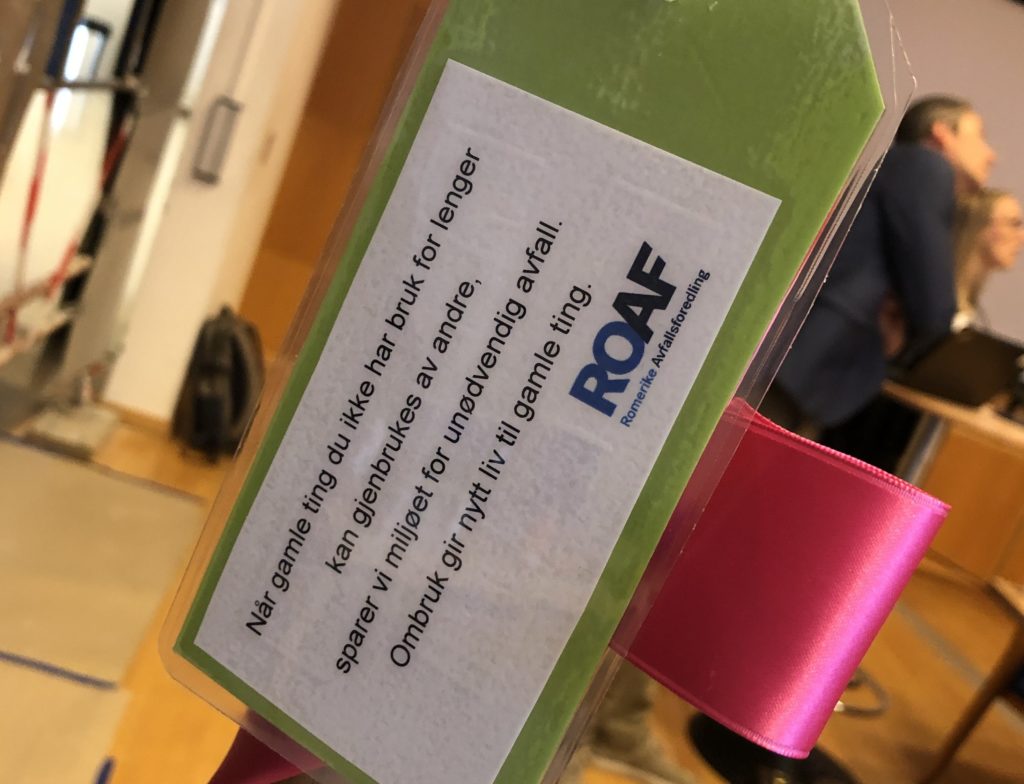 Når gamle ting du ikke har bruk for lenger
kan gjenbrukes av andre,
sparer vi miljøet for unødvendig avfall.
Ombruk gir nytt liv til gamle ting.
ROAF
Romerike Avfallsforedling